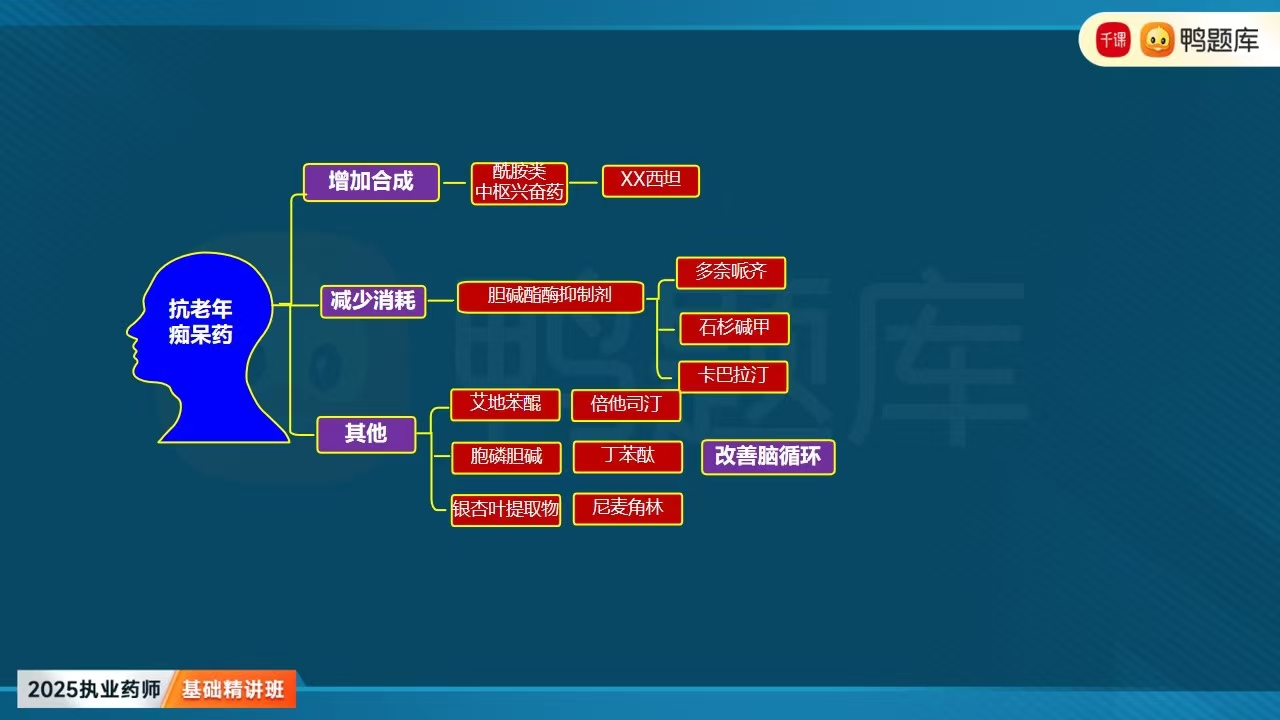 千课 鸭题库
增加合成
酰胺类
中枢兴奋药
XX西坦
抗老年
痴呆药
减少消耗
胆碱酯酶抑制剂
多奈哌齐
石杉碱甲
卡巴拉汀
其他
艾地苯醌
倍他司汀
胞磷胆碱
丁苯酞
改善脑循环
银杏叶提取物
尼麦角林
鸭题库
2025执业药师
基础精讲班